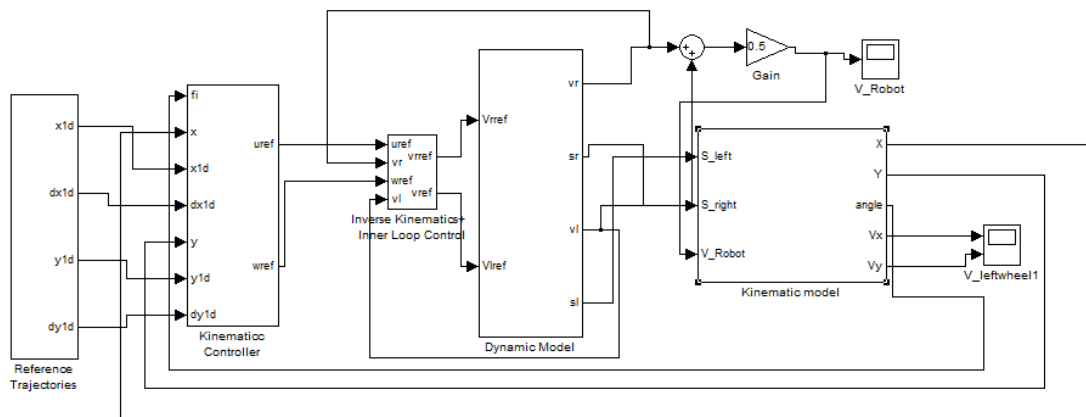 x1d
dx1d
y1d
dy1d
Reference
Trajectories
fi
x
x1d
dx1d
y
y1d
dy1d
uref
wref
Kinematicc
Controller
uref
vr
wref
vl
vrref
vref
Inverse Kinematics+
Inner Loop Control
Vrref
Vlref
vr
sr
vl
sl
Dynamic Model
0.5
Gain
V_Robot
S_left
S_right
V_Robot
X
Y
angle
Vx
Vy
Kinematic model
V_leftwheel1